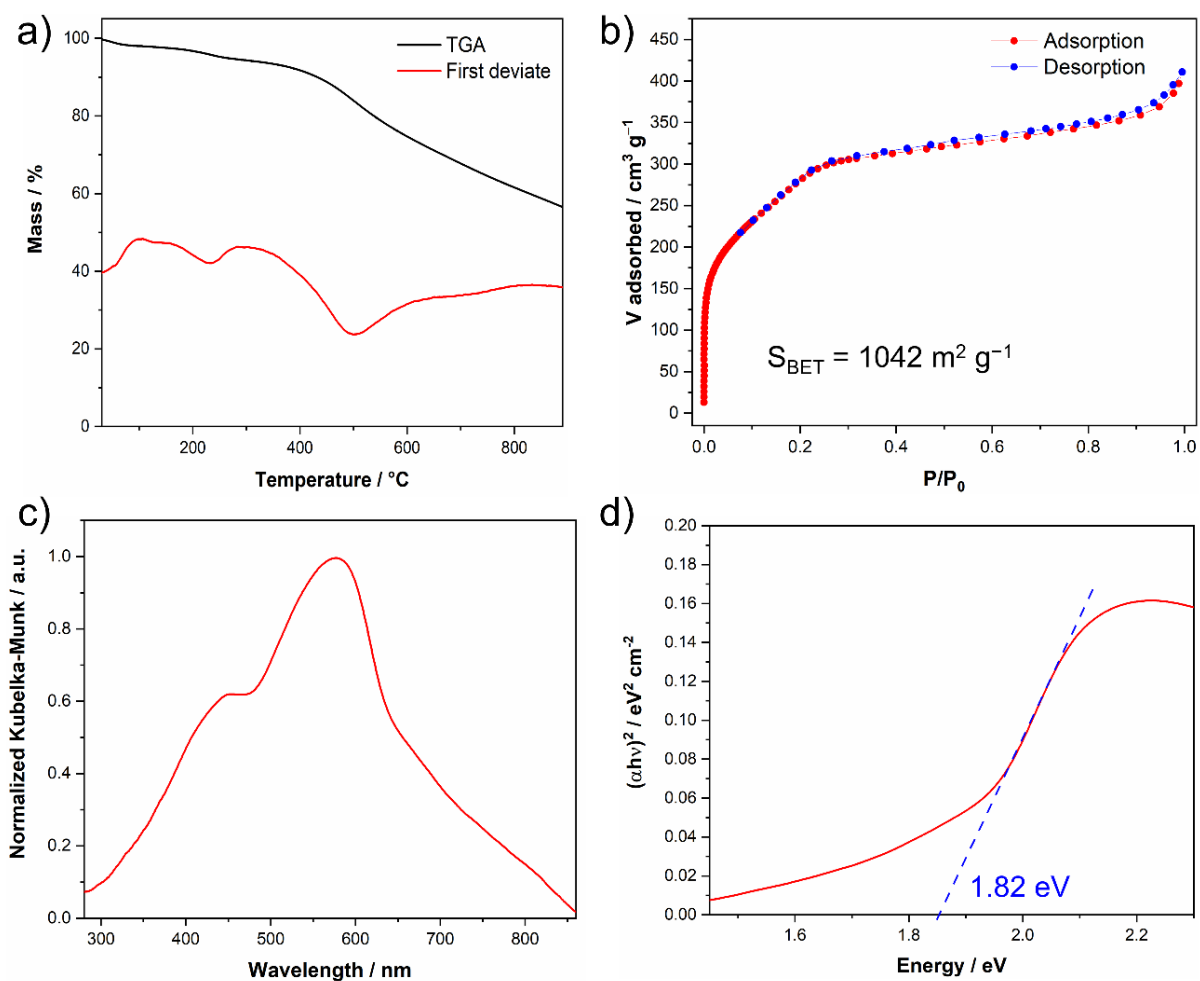 a)
TGA
First deviate
100
80
60
40
20
0
Mass / %
200
400
600
800
Temperature / °C
b)
Adsorption
Desorption
450
400
350
300
250
200
150
100
50
0
V adsorbed / cm³ g⁻¹
S_BET = 1042 m² g⁻¹
0.0
0.2
0.4
0.6
0.8
1.0
P/P₀
c)
1.0
0.8
0.6
0.4
0.2
0.0
Normalized Kubelka-Munk / a.u.
300
400
500
600
700
800
Wavelength / nm
d)
0.20
0.18
0.16
0.14
0.12
0.10
0.08
0.06
0.04
0.02
0.00
(αhν)² / eV² cm⁻²
1.82 eV
1.6
1.8
2.0
2.2
Energy / eV